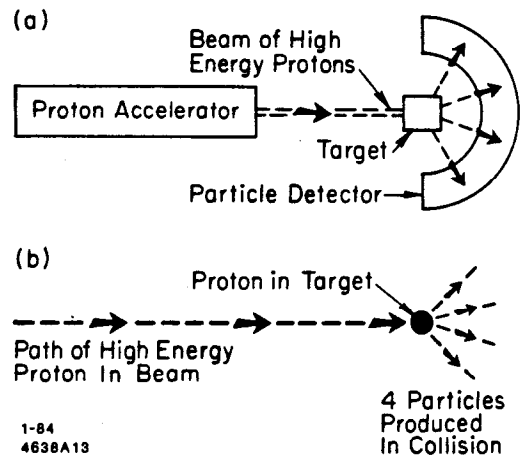 (a)
Beam of High
Energy Protons
Proton Accelerator
Target
Particle Detector
(b)
Proton in Target
Path of High Energy
Proton In Beam
4 Particles
Produced
In Collision
1-84
4638A13